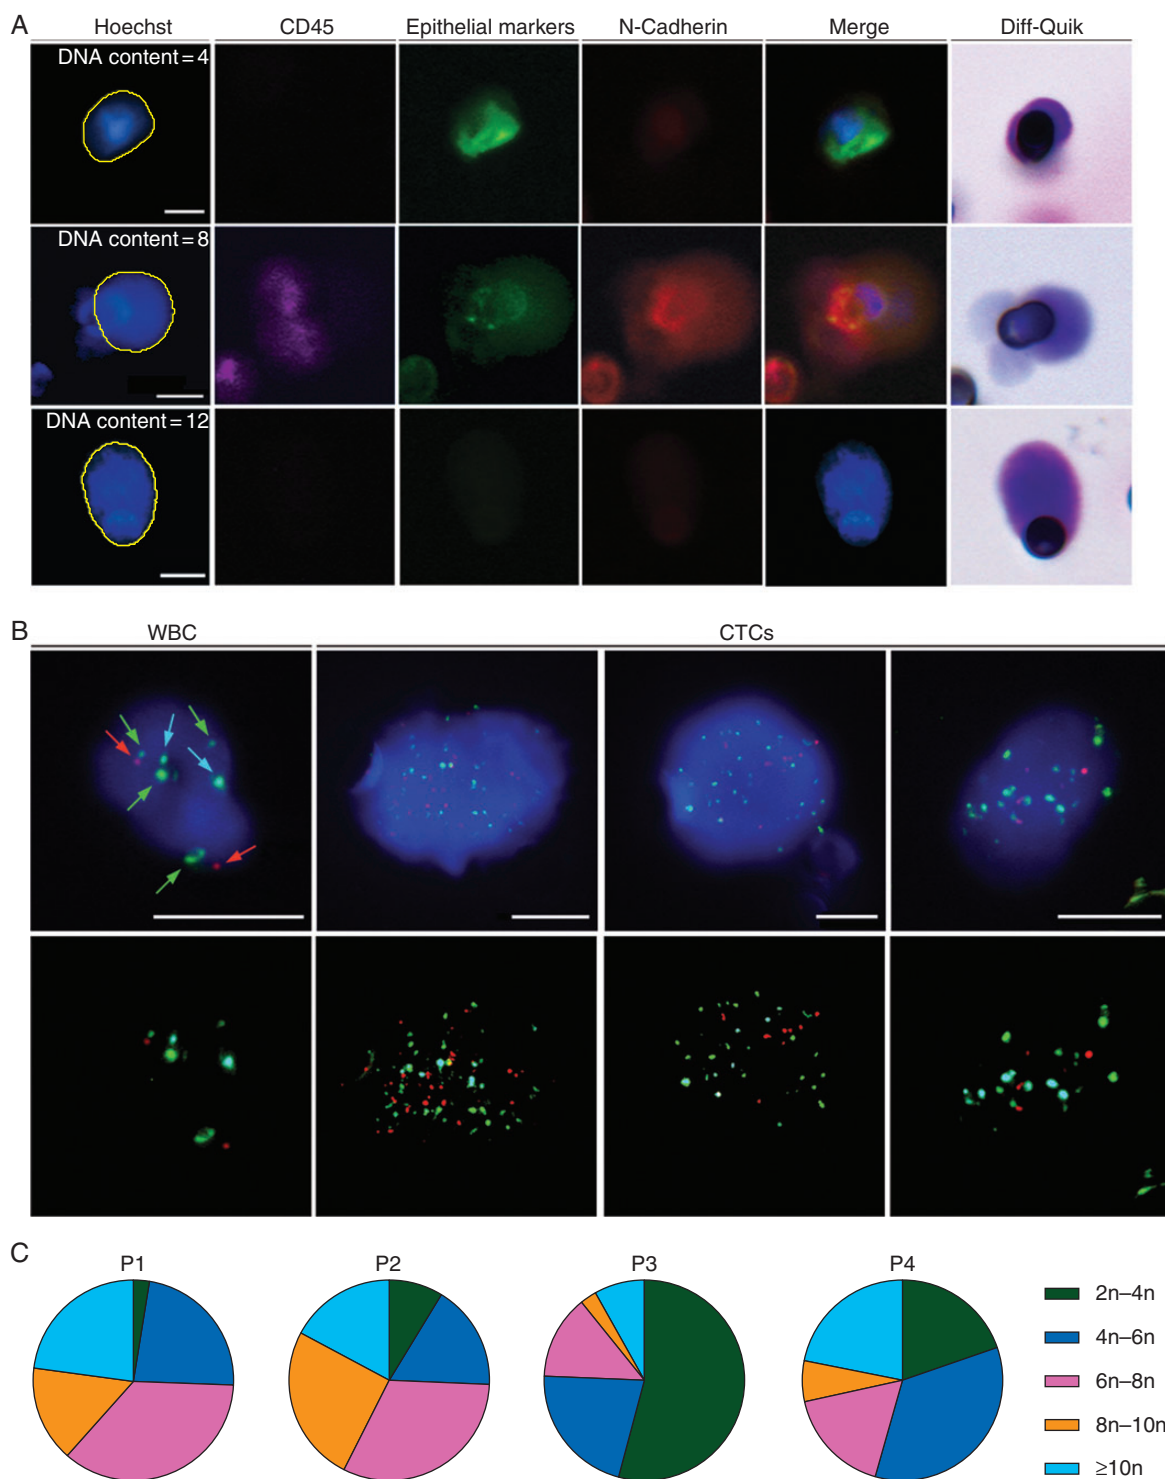 A
Hoechst CD45 Epithelial markers N-Cadherin Merge Diff-Quik
DNA content = 4
DNA content = 8
DNA content = 12
B
WBC CTCs
C
P1 P2 P3 P4
2n–4n
4n–6n
6n–8n
8n–10n
≥10n